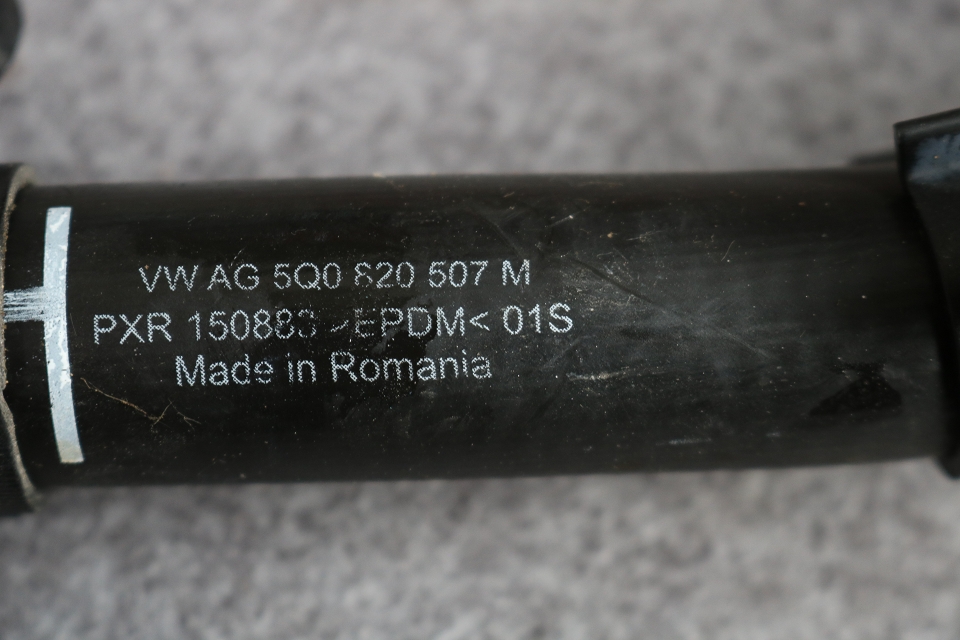 VW AG 5Q0 820 507 M
PXR 150883 >EPDM< 01S
Made in Romania